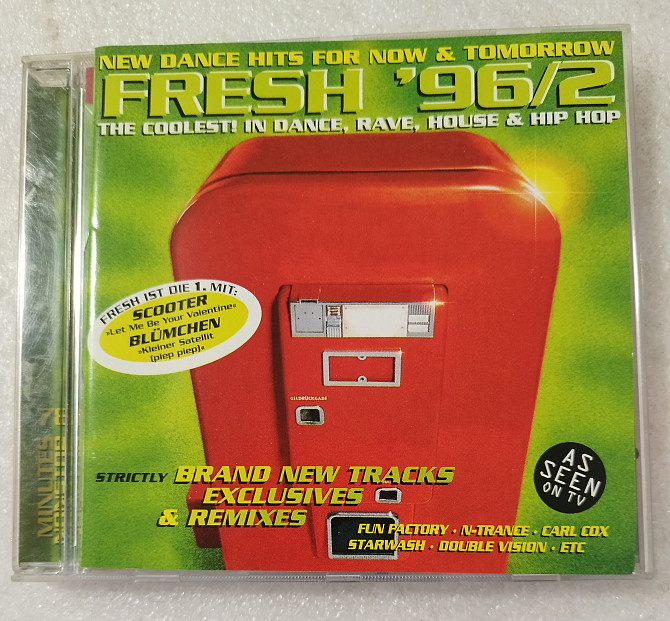 NEW DANCE HITS FOR NOW & TOMORROW
FRESH '96/2
THE COOLEST! IN DANCE, RAVE, HOUSE & HIP HOP
FRESH IST DIE 1. MIT:
SCOOTER
»Let Me Be Your Valentine«
BLÜMCHEN
»Kleiner Satellit
(piep piep)«
GELDRÜCKGABE
STRICTLY BRAND NEW TRACKS
EXCLUSIVES
& REMIXES
AS
SEEN
ON TV
FUN FACTORY · N-TRANCE · CARL COX
STARWASH · DOUBLE VISION · ETC
MINUTES